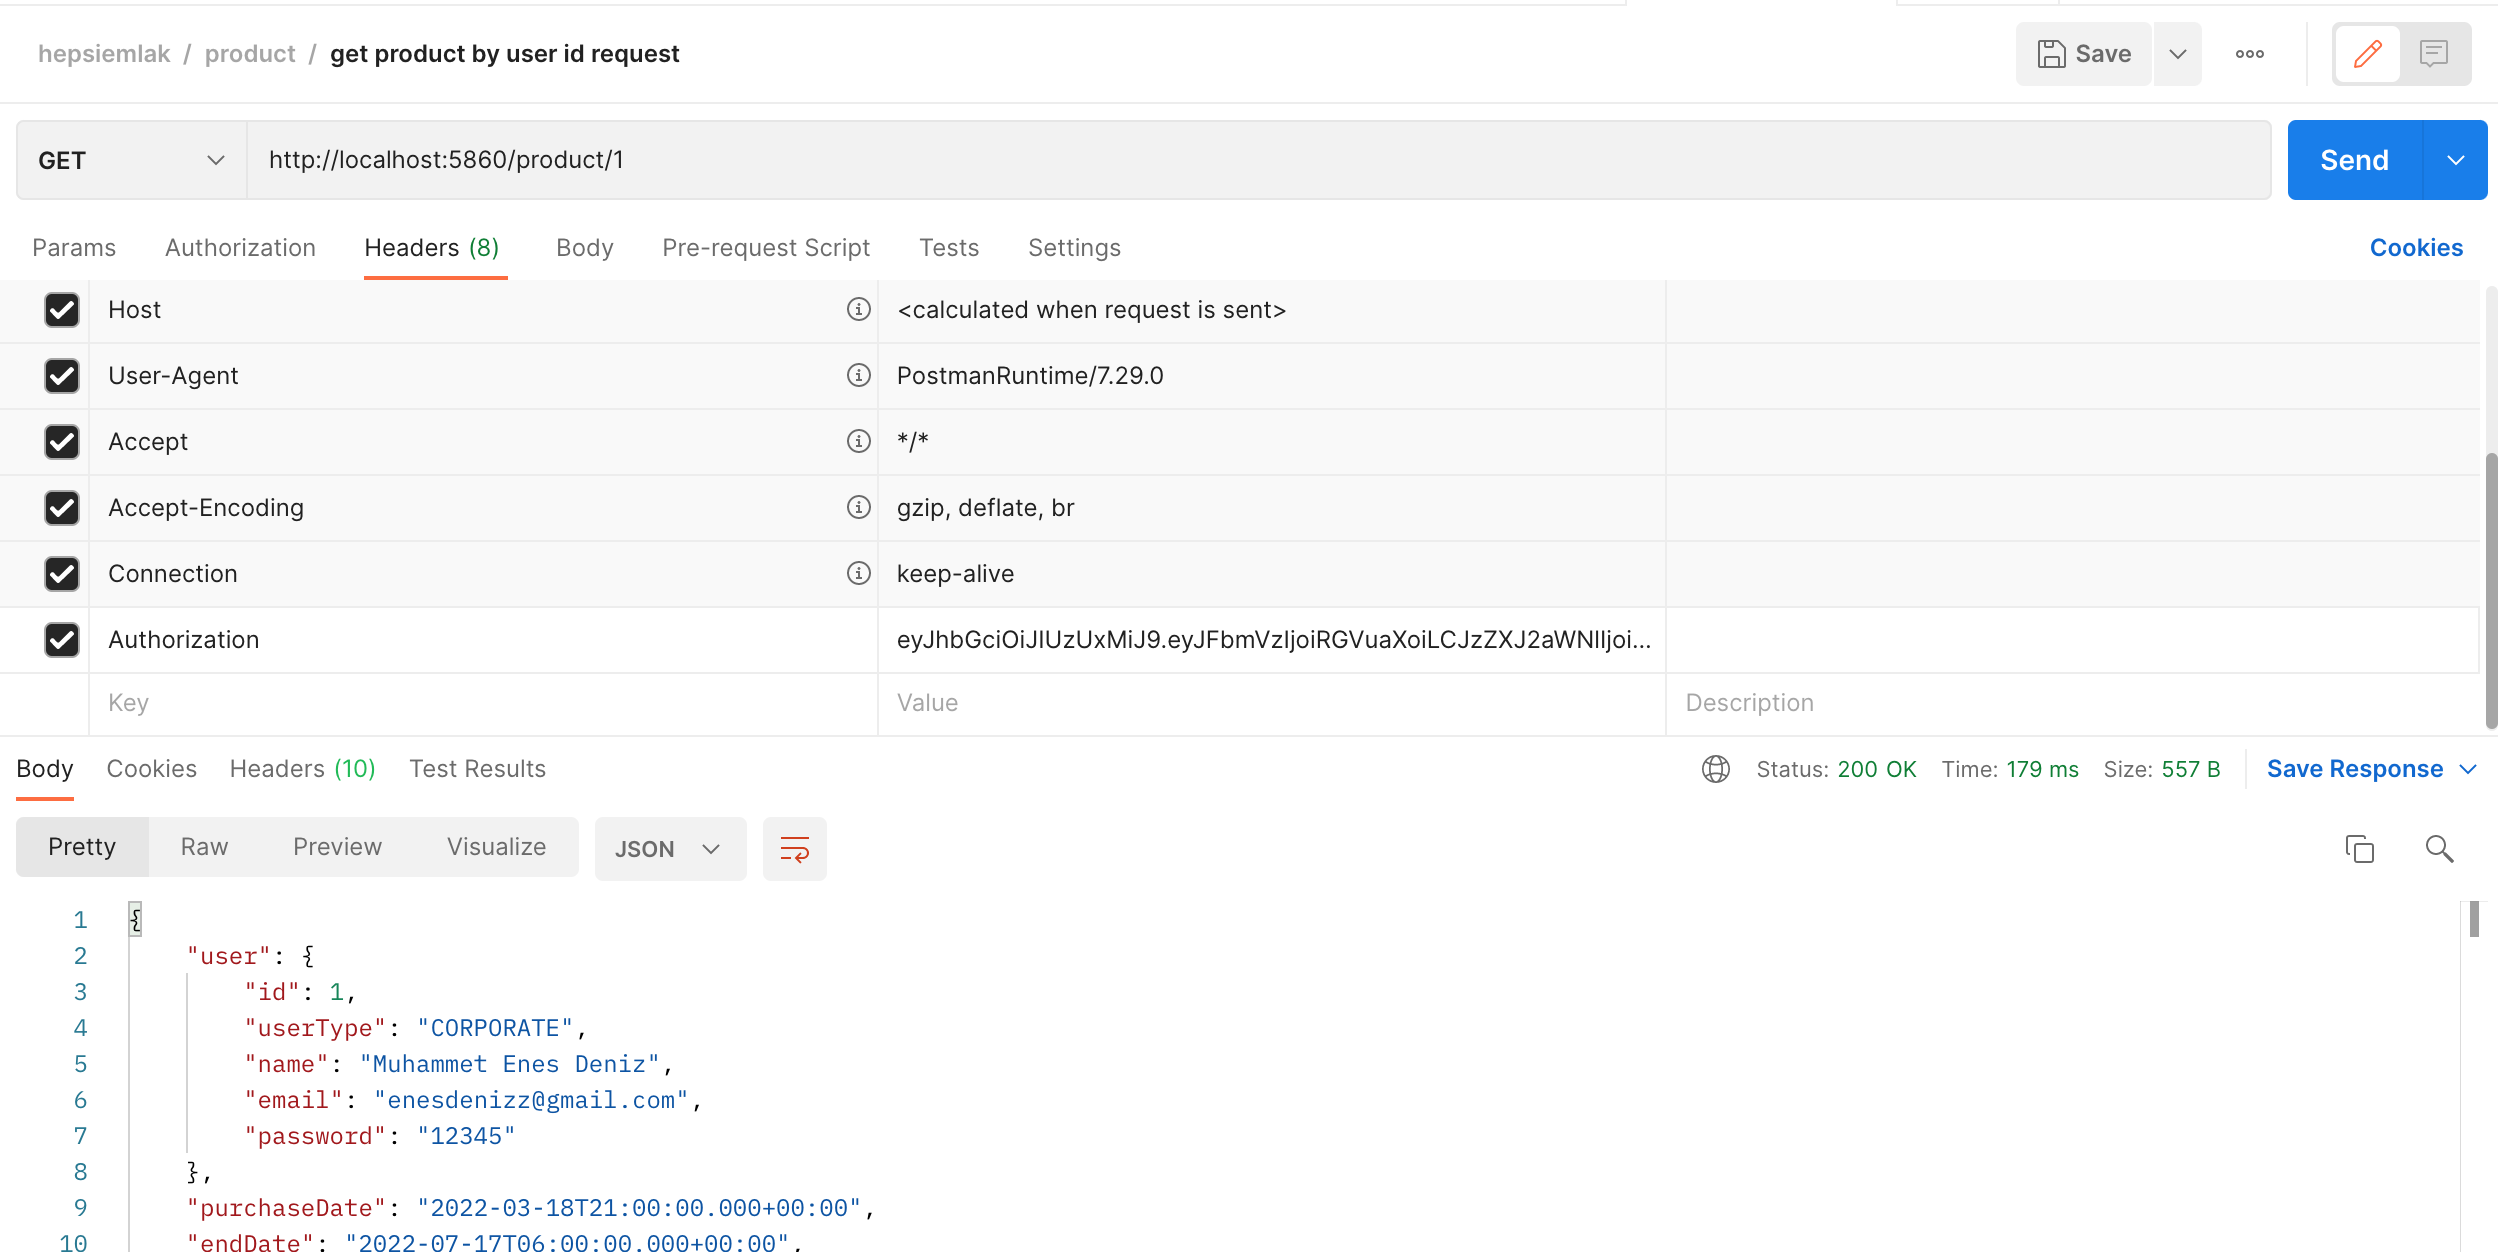 hepsiemlak / product / get product by user id request
Save
GET http://localhost:5860/product/1 Send
Params Authorization Headers (8) Body Pre-request Script Tests Settings Cookies
Host <calculated when request is sent>
User-Agent PostmanRuntime/7.29.0
Accept */*
Accept-Encoding gzip, deflate, br
Connection keep-alive
Authorization eyJhbGciOiJIUzUxMiJ9.eyJFbmVzIjoiRGVuaXoiLCJzZXJ2aWNlIjoi...
Key Value Description
Body Cookies Headers (10) Test Results Status: 200 OK Time: 179 ms Size: 557 B Save Response
Pretty Raw Preview Visualize JSON
1 {
2 "user": {
3 "id": 1,
4 "userType": "CORPORATE",
5 "name": "Muhammet Enes Deniz",
6 "email": "enesdenizz@gmail.com",
7 "password": "12345"
8 },
9 "purchaseDate": "2022-03-18T21:00:00.000+00:00",
10 "endDate": "2022-07-17T06:00:00.000+00:00",